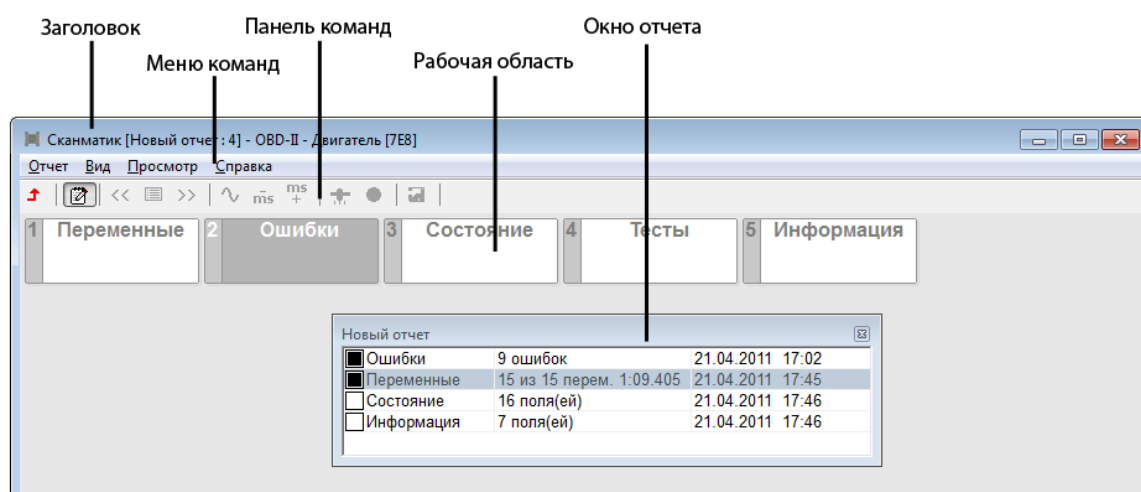 Заголовок
Панель команд
Окно отчета
Меню команд
Рабочая область
Сканматик [Новый отчет : 4] - OBD-II - Двигатель [7E8]
Отчет Вид Просмотр Справка
<< >> ms ms +
1 Переменные 2 Ошибки 3 Состояние 4 Тесты 5 Информация
Новый отчет
Ошибки 9 ошибок 21.04.2011 17:02
Переменные 15 из 15 перем. 1:09.405 21.04.2011 17:45
Состояние 16 поля(ей) 21.04.2011 17:46
Информация 7 поля(ей) 21.04.2011 17:46